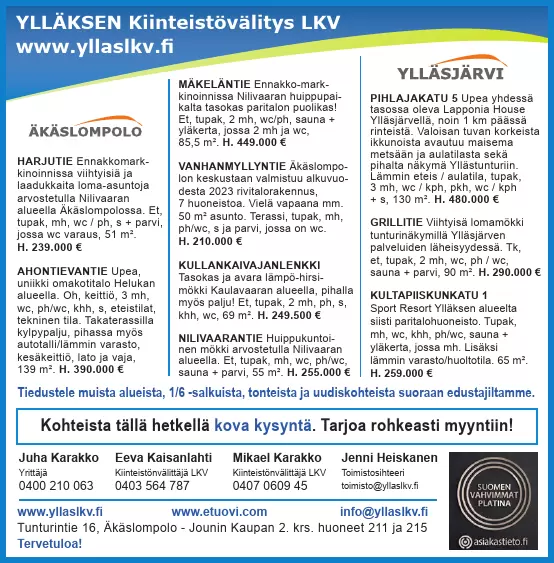 YLLÄKSEN Kiinteistövälitys LKV
www.yllaslkv.fi
ÄKÄSLOMPOLO
HARJUTIE Ennakkomark-
kinoinnissa viihtyisiä ja
laadukkaita loma-asuntoja
arvostetulla Nilivaaran
alueella Äkäslompolossa. Et,
tupak, mh, wc / ph, s + parvi,
jossa wc varaus, 51 m².
H. 239.000 €
AHONTIEVANTIE Upea,
uniikki omakotitalo Helukan
alueella. Oh, keittiö, 3 mh,
wc, ph/wc, khh, s, eteistilat,
tekninen tila. Takaterassilla
kylpypalju, pihassa myös
autotalli/lämmin varasto,
kesäkeittiö, lato ja vaja,
139 m². H. 390.000 €
MÄKELÄNTIE Ennakko-mark-
kinoinnissa Nilivaaran huippupai-
kalta tasokas paritalon puolikas!
Et, tupak, 2 mh, wc/ph, sauna +
yläkerta, jossa 2 mh ja wc,
85,5 m². H. 449.000 €
VANHANMYLLYNTIE Äkäslompo-
lon keskustaan valmistuu alkuvuo-
desta 2023 rivitalorakennus,
7 huoneistoa. Vielä vapaana mm.
50 m² asunto. Terassi, tupak, mh,
ph/wc, s ja parvi, jossa on wc.
H. 210.000 €
KULLANKAIVAJANLENKKI
Tasokas ja avara lämpö-hirsi-
mökki Kaulavaaran alueella, pihalla
myös palju! Et, tupak, 2 mh, ph, s,
khh, wc, 69 m². H. 249.500 €
NILIVAARANTIE Huippukuntoi-
nen mökki arvostetulla Nilivaaran
alueella. Et, tupak, mh, wc, ph/wc,
sauna + parvi, 55 m². H. 255.000 €
YLLÄSJÄRVI
PIHLAJAKATU 5 Upea yhdessä
tasossa oleva Lapponia House
Ylläsjärvellä, noin 1 km päässä
rinteistä. Valoisan tuvan korkeista
ikkunoista avautuu maisema
metsään ja aulatilasta sekä
pihalta näkymä Yllästunturiin.
Lämmin eteis / aulatila, tupak,
3 mh, wc / kph, pkh, wc / kph
+ s, 130 m². H. 480.000 €
GRILLITIE Viihtyisä lomamökki
tunturinäkymillä Ylläsjärven
palveluiden läheisyydessä. Tk,
et, tupak, 2 mh, wc, ph / wc,
sauna + parvi, 90 m². H. 290.000 €
KULTAPIISKUNKATU 1
Sport Resort Ylläksen alueelta
siisti paritalohuoneisto. Tupak,
mh, wc, khh, ph/wc, sauna +
yläkerta, jossa mh. Lisäksi
lämmin varasto/huoltotila. 65 m².
H. 259.000 €
Tiedustele muista alueista, 1/6 -salkuista, tonteista ja uudiskohteista suoraan edustajiltamme.
Kohteista tällä hetkellä kova kysyntä. Tarjoa rohkeasti myyntiin!
Juha Karakko
Yrittäjä
0400 210 063
Eeva Kaisanlahti
Kiinteistönvälittäjä LKV
0403 564 787
Mikael Karakko
Kiinteistönvälittäjä LKV
0407 0609 45
Jenni Heiskanen
Toimistosihteeri
toimisto@yllaslkv.fi
www.yllaslkv.fi www.etuovi.com info@yllaslkv.fi
Tunturintie 16, Äkäslompolo - Jounin Kaupan 2. krs. huoneet 211 ja 215
Tervetuloa!
SUOMEN
VAHVIMMAT
PLATINA
asiakastieto.fi